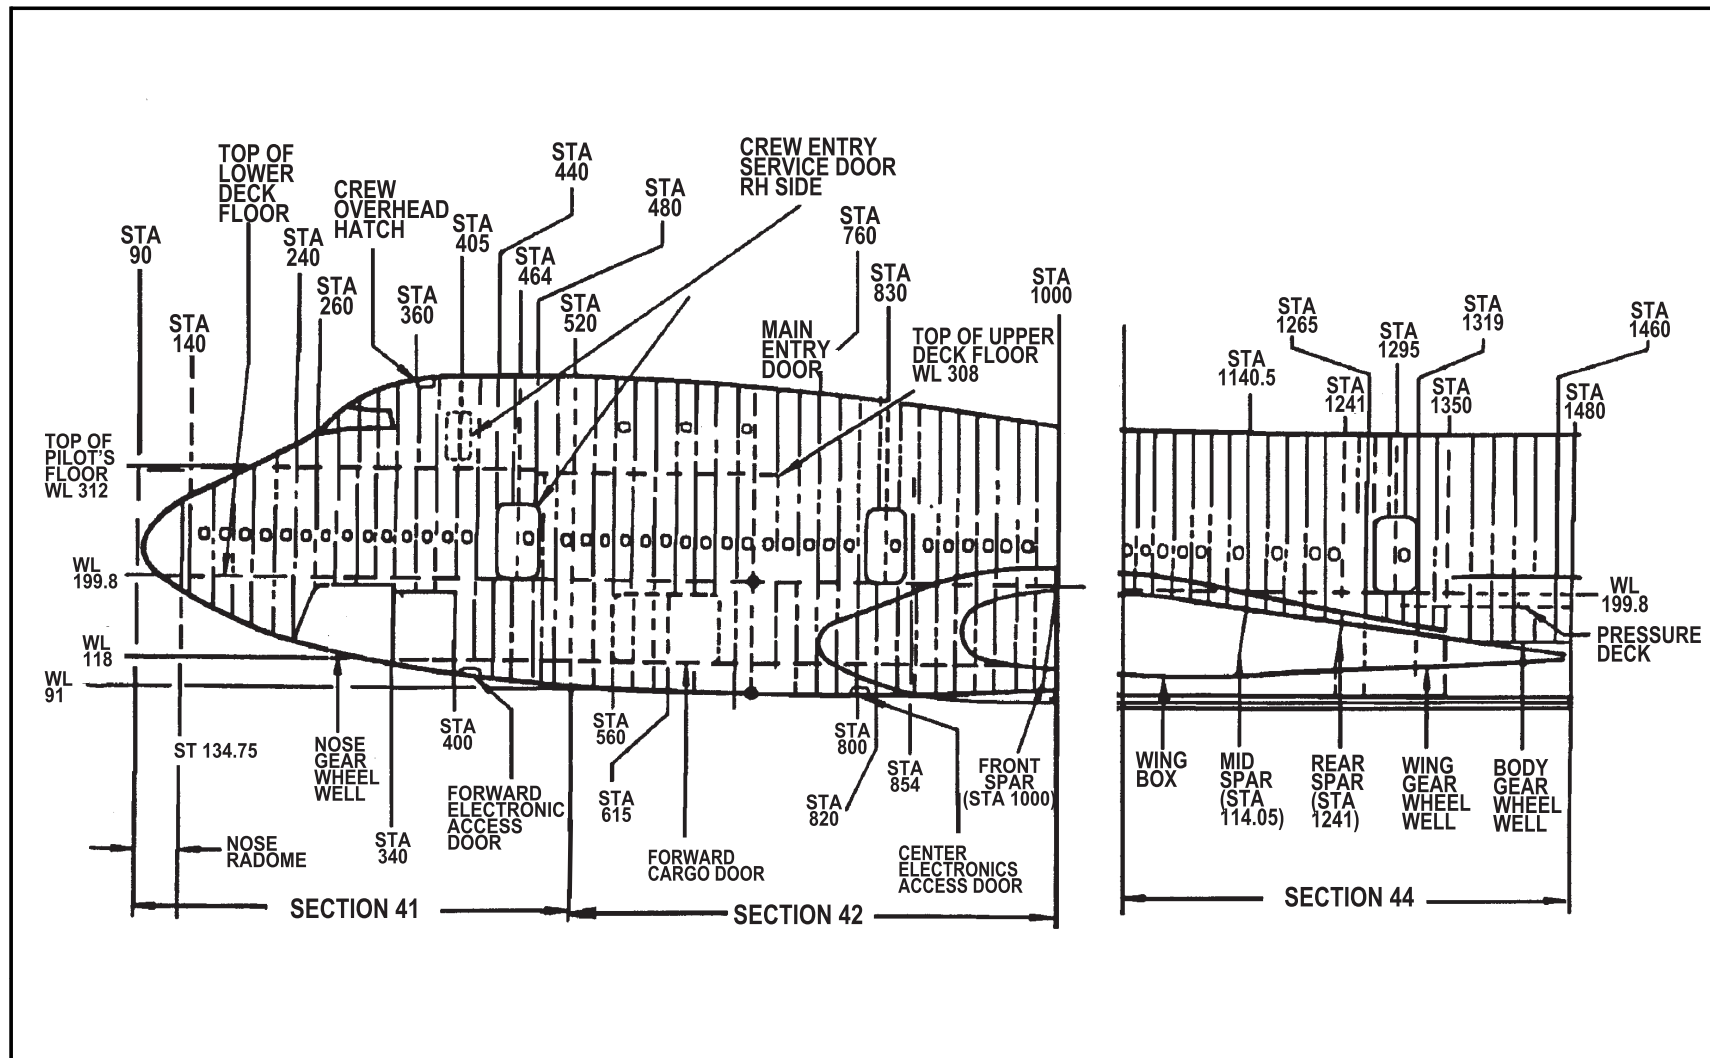 TOP OF
LOWER
DECK
FLOOR
CREW
OVERHEAD
HATCH
STA
440
STA
480
CREW ENTRY
SERVICE DOOR
RH SIDE
STA
90
STA
140
STA
240
STA
260
STA
360
STA
405
STA
464
STA
520
STA
760
MAIN
ENTRY
DOOR
STA
830
TOP OF UPPER
DECK FLOOR
WL 308
STA
1000
STA
1140.5
STA
1265
STA
1241
STA
1295
STA
1319
STA
1350
STA
1460
STA
1480
TOP OF
PILOT'S
FLOOR
WL 312
WL
199.8
WL
118
WL
91
WL
199.8
PRESSURE
DECK
ST 134.75
NOSE
RADOME
NOSE
GEAR
WHEEL
WELL
STA
340
STA
400
FORWARD
ELECTRONIC
ACCESS
DOOR
STA
560
STA
615
FORWARD
CARGO DOOR
STA
800
STA
820
STA
854
CENTER
ELECTRONICS
ACCESS DOOR
FRONT
SPAR
(STA 1000)
WING
BOX
MID
SPAR
(STA
114.05)
REAR
SPAR
(STA
1241)
WING
GEAR
WHEEL
WELL
BODY
GEAR
WHEEL
WELL
SECTION 41
SECTION 42
SECTION 44